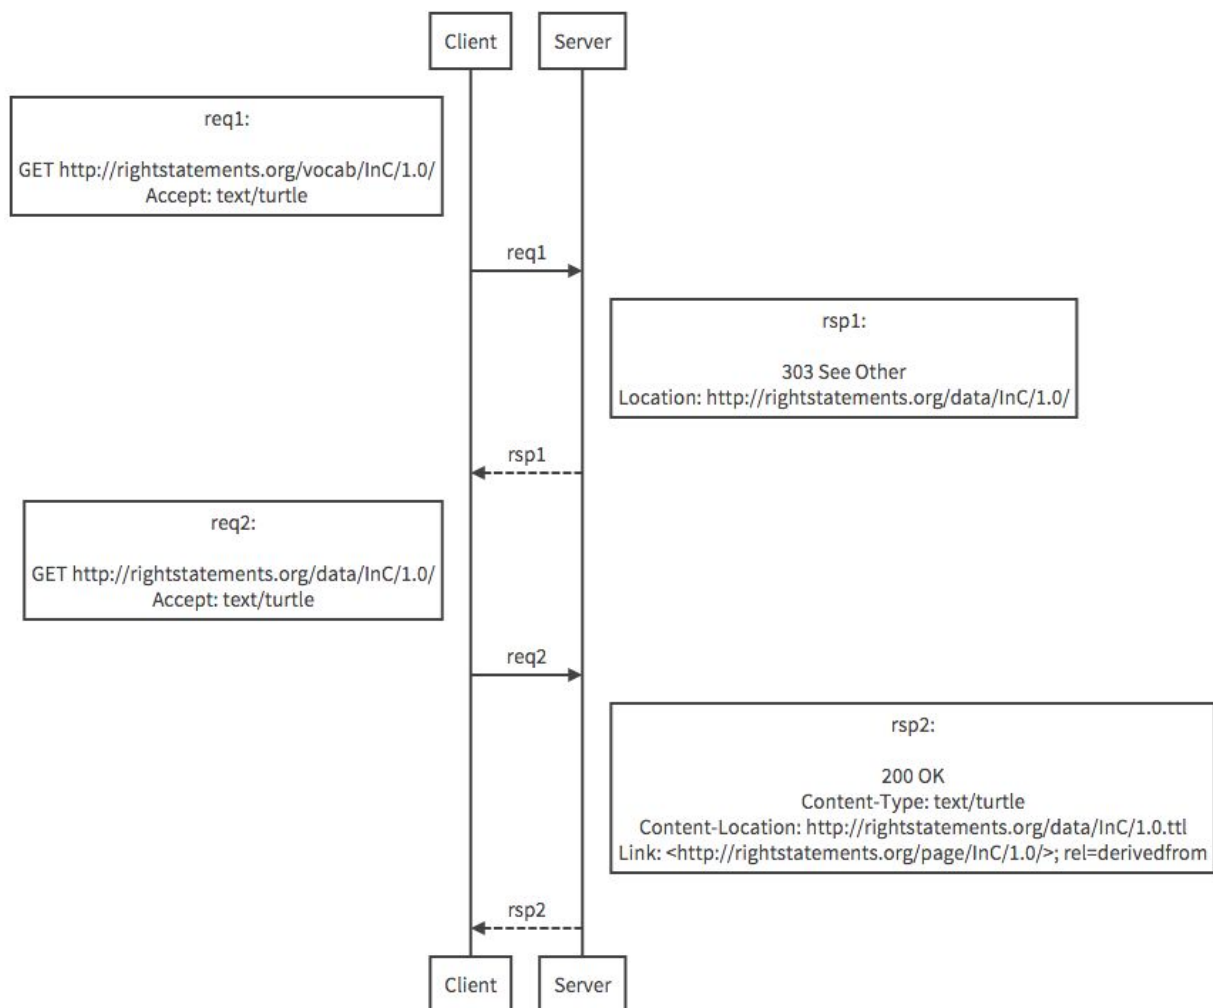 Client
Server
req1:
GET http://rightstatements.org/vocab/InC/1.0/
Accept: text/turtle
req1
rsp1:
303 See Other
Location: http://rightstatements.org/data/InC/1.0/
rsp1
req2:
GET http://rightstatements.org/data/InC/1.0/
Accept: text/turtle
req2
rsp2:
200 OK
Content-Type: text/turtle
Content-Location: http://rightstatements.org/data/InC/1.0.ttl
Link: <http://rightstatements.org/page/InC/1.0/>; rel=derivedfrom
rsp2
Client
Server